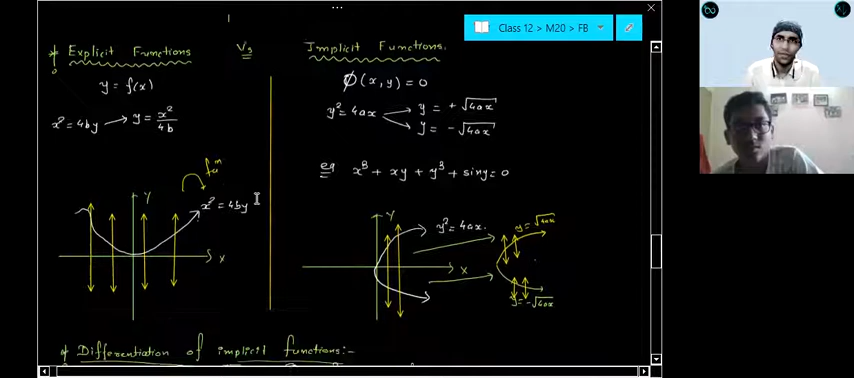 Class 12 > M20 > FB
* Explicit Functions
Vs
Implicit Functions.
y = f(x)
x² = 4by → y = x²/4b
fⁿ
Y
x² = 4by
X
φ(x, y) = 0
y² = 4ax
y = +√4ax
y = -√4ax
eg x³ + xy + y³ + siny = 0
Y
y² = 4ax.
X
y = √4ax
y = -√4ax
* Differentiation of implicit functions:-